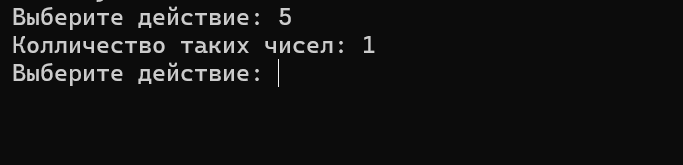 Выберите действие: 5
Колличество таких чисел: 1
Выберите действие: